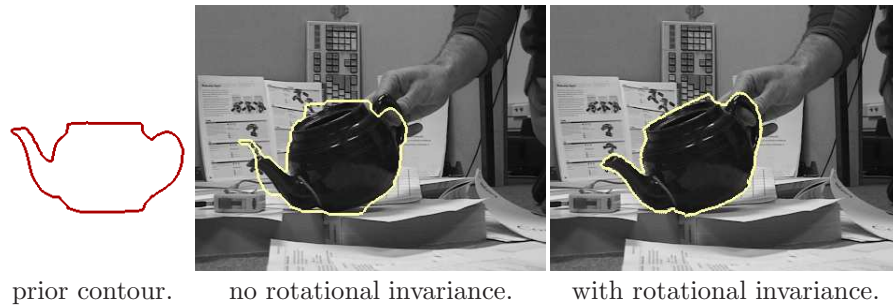 prior contour.
no rotational invariance.
with rotational invariance.